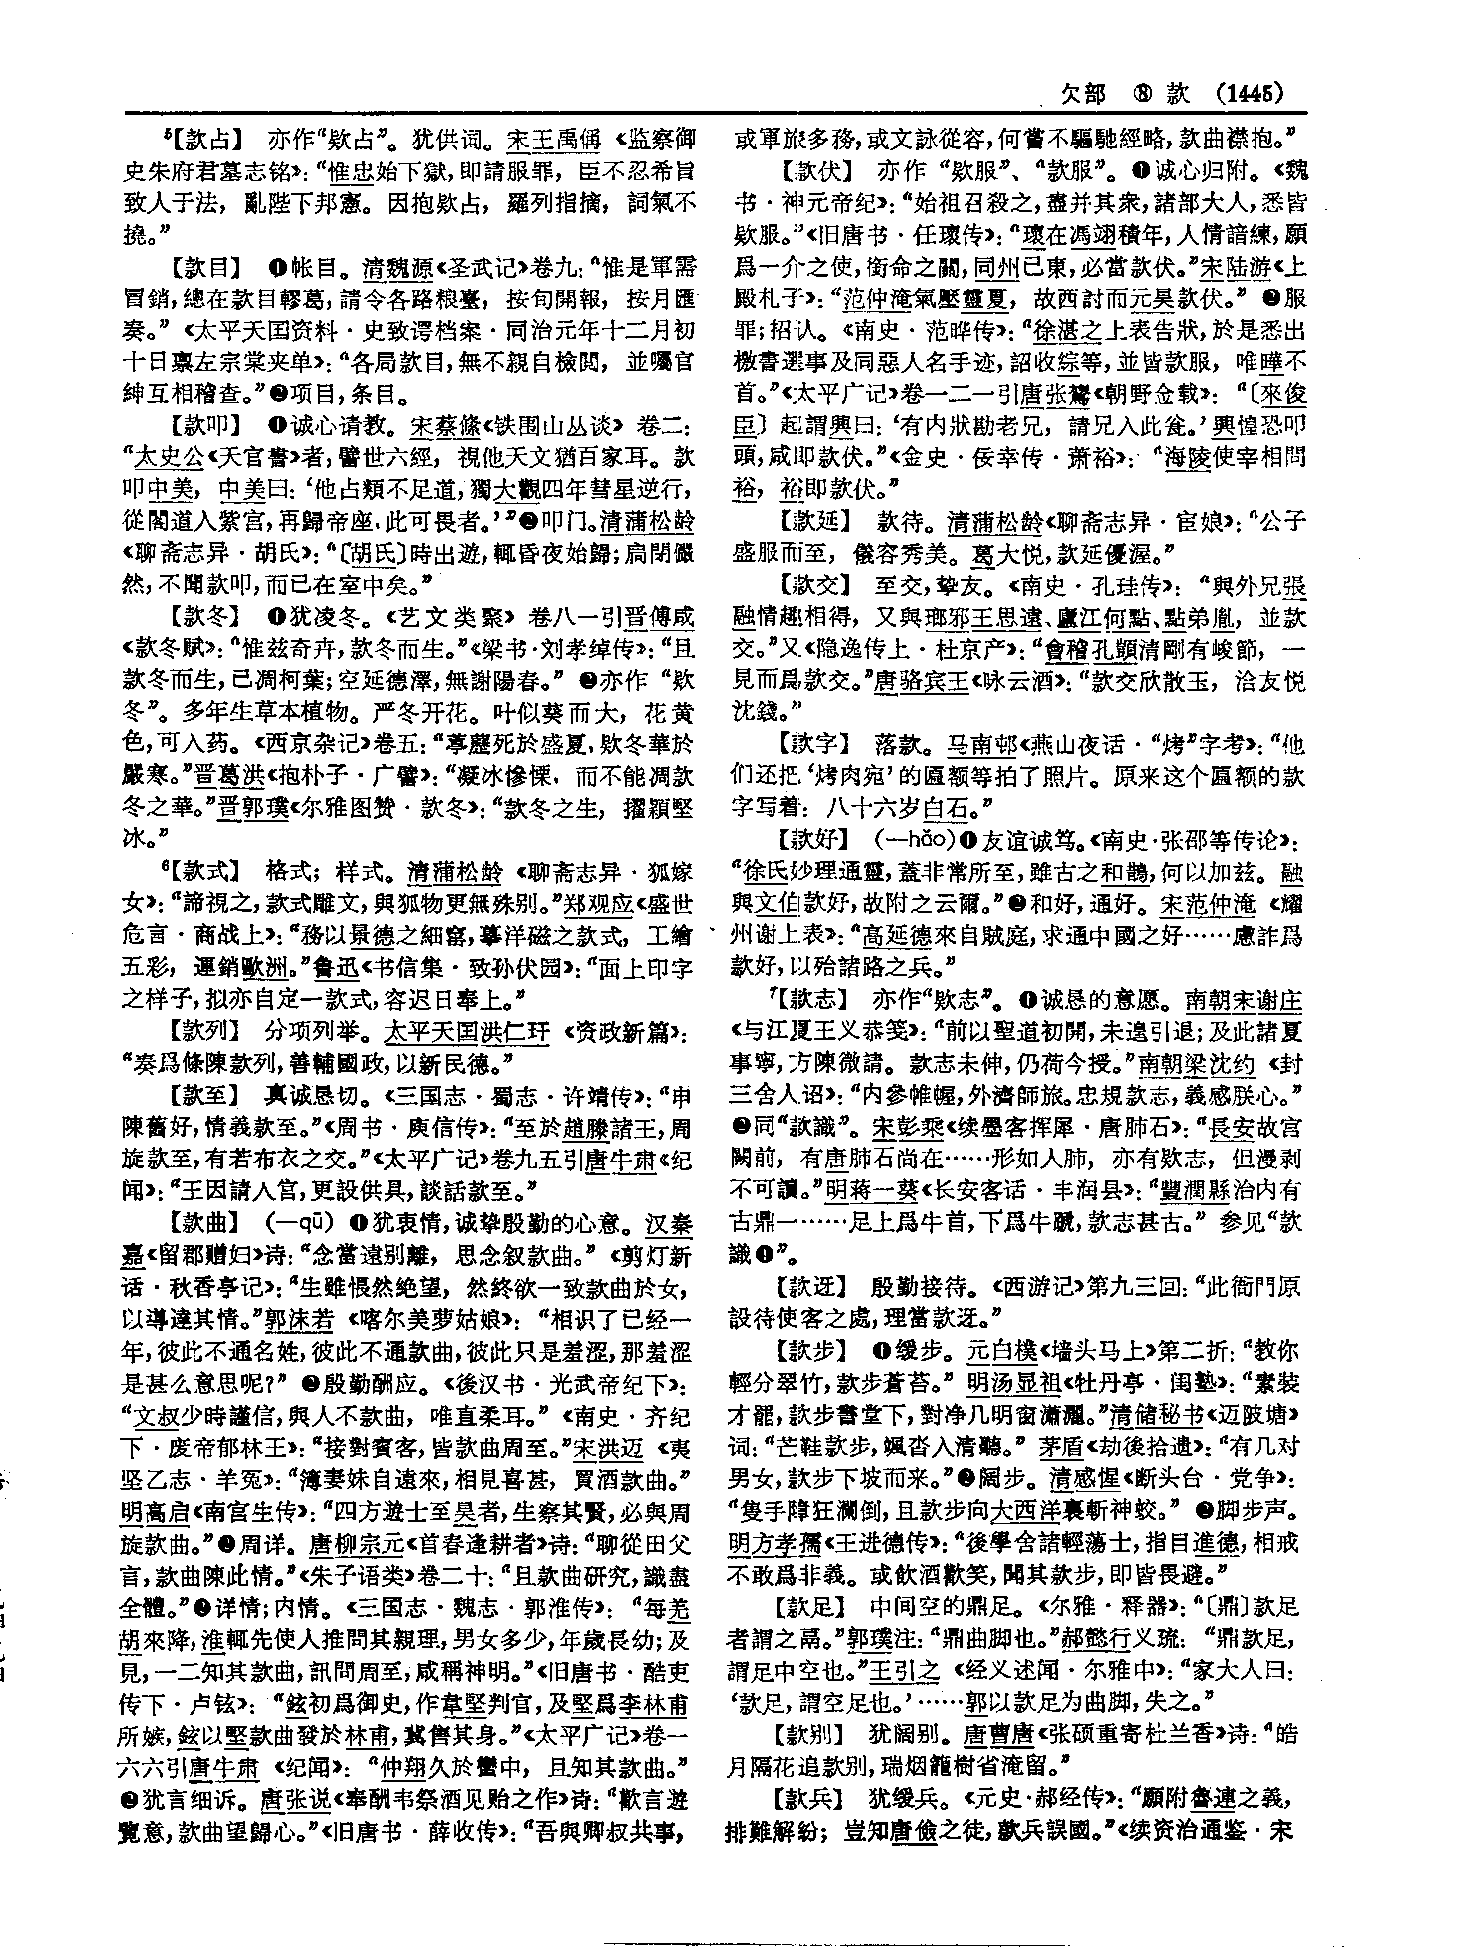 欠部 ⑧ 款 (1445)
⁵【款占】 亦作“欵占”。犹供词。宋王禹偁《监察御
史朱府君墓志铭》：“惟忠始下獄，即請服罪，臣不忍希旨
致人于法，亂陛下邦憲。因抱欵占，羅列指摘，詞氣不
撓。”
【款目】 ❶帐目。清魏源《圣武记》卷九：“惟是軍需
冒銷，總在款目轇葛，請令各路粮臺，按旬開報，按月匯
奏。”《太平天国资料·史致谔档案·同治元年十二月初
十日禀左宗棠夹单》：“各局款目，無不親自檢閲，並囑官
紳互相稽查。”❷项目，条目。
【款叩】 ❶诚心请教。宋蔡絛《铁围山丛谈》卷二：
“太史公《天官書》者，譬世六經，視他天文猶百家耳。款
叩中美，中美曰：‘他占類不足道，獨大觀四年彗星逆行，
從閣道入紫宫，再歸帝座，此可畏者。’”❷叩门。清蒲松龄
《聊斋志异·胡氏》：“〔胡氏〕時出遊，輒昏夜始歸；扃閉儼
然，不聞款叩，而已在室中矣。”
【款冬】 ❶犹凌冬。《艺文类聚》卷八一引晋傅咸
《款冬赋》：“惟兹奇卉，款冬而生。”《梁书·刘孝绰传》：“且
款冬而生，已凋柯葉；空延德澤，無謝陽春。”❷亦作“欵
冬”。多年生草本植物。严冬开花。叶似葵而大，花黄
色，可入药。《西京杂记》卷五：“葶藶死於盛夏，欵冬華於
嚴寒。”晋葛洪《抱朴子·广譬》：“凝冰慘慄，而不能凋款
冬之華。”晋郭璞《尔雅图赞·款冬》：“款冬之生，擢穎堅
冰。”
⁶【款式】 格式；样式。清蒲松龄《聊斋志异·狐嫁
女》：“諦視之，款式雕文，與狐物更無殊别。”郑观应《盛世
危言·商战上》：“務以景德之細窰，摹洋磁之款式，工繪
五彩，運銷歐洲。”鲁迅《书信集·致孙伏园》：“面上印字
之样子，拟亦自定一款式，容迟日奉上。”
【款列】 分项列举。太平天国洪仁玕《资政新篇》：
“奏爲條陳款列，善輔國政，以新民德。”
【款至】 真诚恳切。《三国志·蜀志·许靖传》：“申
陳舊好，情義款至。”《周书·庾信传》：“至於趙滕諸王，周
旋款至，有若布衣之交。”《太平广记》卷九五引唐牛肃《纪
闻》：“王因請入宫，更設供具，談話款至。”
【款曲】 （—qū）❶犹衷情，诚挚殷勤的心意。汉秦
嘉《留郡赠妇》诗：“念當遠别離，思念叙款曲。”《剪灯新
话·秋香亭记》：“生雖悵然絶望，然終欲一致款曲於女，
以導達其情。”郭沫若《喀尔美萝姑娘》：“相识了已经一
年，彼此不通名姓，彼此不通款曲，彼此只是羞涩，那羞涩
是甚么意思呢？”❷殷勤酬应。《後汉书·光武帝纪下》：
“文叔少時謹信，與人不款曲，唯直柔耳。”《南史·齐纪
下·废帝郁林王》：“接對賓客，皆款曲周至。”宋洪迈《夷
坚乙志·羊冤》：“簿妻妹自遠來，相見喜甚，買酒款曲。”
明高启《南宫生传》：“四方遊士至吴者，生察其賢，必與周
旋款曲。”❸周详。唐柳宗元《首春逢耕者》诗：“聊從田父
言，款曲陳此情。”《朱子语类》卷二十：“且款曲研究，識盡
全體。”❹详情；内情。《三国志·魏志·郭淮传》：“每羌
胡來降，淮輒先使人推問其親理，男女多少，年歲長幼；及
見，一二知其款曲，訊問周至，咸稱神明。”《旧唐书·酷吏
传下·卢铉》：“鉉初爲御史，作韋堅判官，及堅爲李林甫
所嫉，鉉以堅款曲發於林甫，冀售其身。”《太平广记》卷一
六六引唐牛肃《纪闻》：“仲翔久於蠻中，且知其款曲。”
❺犹言细诉。唐张说《奉酬韦祭酒见贻之作》诗：“歡言遊
覽意，款曲望歸心。”《旧唐书·薛收传》：“吾與卿叔共事，
或軍旅多務，或文詠從容，何嘗不驅馳經略，款曲襟抱。”
【款伏】 亦作“欵服”、“款服”。❶诚心归附。《魏
书·神元帝纪》：“始祖召殺之，盡并其衆，諸部大人，悉皆
欵服。”《旧唐书·任瓌传》：“瓌在馮翊積年，人情諳練，願
爲一介之使，銜命之關，同州已東，必當款伏。”宋陆游《上
殿札子》：“范仲淹氣壓靈夏，故西討而元昊款伏。”❷服
罪；招认。《南史·范晔传》：“徐湛之上表告狀，於是悉出
檄書選事及同惡人名手迹，詔收綜等，並皆款服，唯曄不
首。”《太平广记》卷一二一引唐张鷟《朝野佥载》：“〔來俊
臣〕起謂興曰：‘有内狀勘老兄，請兄入此瓮。’興惶恐叩
頭，咸即款伏。”《金史·佞幸传·萧裕》：“海陵使宰相問
裕，裕即款伏。”
【款延】 款待。清蒲松龄《聊斋志异·宦娘》：“公子
盛服而至，儀容秀美。葛大悦，款延優渥。”
【款交】 至交，挚友。《南史·孔珪传》：“與外兄張
融情趣相得，又與瑯邪王思遠、廬江何點、點弟胤，並款
交。”又《隐逸传上·杜京产》：“會稽孔顗清剛有峻節，一
見而爲款交。”唐骆宾王《咏云酒》：“款交欣散玉，洽友悦
沈錢。”
【款字】 落款。马南邨《燕山夜话·“烤”字考》：“他
们还把‘烤肉宛’的匾额等拍了照片。原来这个匾额的款
字写着：八十六岁白石。”
【款好】 （—hǎo）❶友谊诚笃。《南史·张邵等传论》：
“徐氏妙理通靈，蓋非常所至，雖古之和鵲，何以加兹。融
與文伯款好，故附之云爾。”❷和好，通好。宋范仲淹《耀
州谢上表》：“高延德來自賊庭，求通中國之好……慮詐爲
款好，以殆諸路之兵。”
⁷【款志】 亦作“欵志”。❶诚恳的意愿。南朝宋谢庄
《与江夏王义恭笺》：“前以聖道初開，未遑引退；及此諸夏
事寧，方陳微請。款志未伸，仍荷今授。”南朝梁沈约《封
三舍人诏》：“内參帷幄，外濟師旅。忠規款志，義感朕心。”
❷同“款識”。宋彭乘《续墨客挥犀·唐肺石》：“長安故宫
闕前，有唐肺石尚在……形如人肺，亦有欵志，但漫剥
不可讀。”明蒋一葵《长安客话·丰润县》：“豐潤縣治内有
古鼎一……足上爲牛首，下爲牛蹏，款志甚古。”参见“款
識❶”。
【款迓】 殷勤接待。《西游记》第九三回：“此衙門原
設待使客之處，理當款迓。”
【款步】 ❶缓步。元白樸《墙头马上》第二折：“教你
輕分翠竹，款步蒼苔。”明汤显祖《牡丹亭·闺塾》：“素装
才罷，款步書堂下，對净几明窗瀟灑。”清储秘书《迈陂塘》
词：“芒鞋款步，颯沓入清聽。”茅盾《劫後拾遗》：“有几对
男女，款步下坡而来。”❷阔步。清感惺《断头台·党争》：
“隻手障狂瀾倒，且款步向大西洋裏斬神蛟。”❸脚步声。
明方孝孺《王进德传》：“後學舍諸輕蕩士，指目進德，相戒
不敢爲非義。或飲酒歡笑，聞其款步，即皆畏避。”
【款足】 中间空的鼎足。《尔雅·释器》：“〔鼎〕款足
者謂之鬲。”郭璞注：“鼎曲脚也。”郝懿行义疏：“鼎款足，
謂足中空也。”王引之《经义述闻·尔雅中》：“家大人曰：
‘款足，謂空足也。’……郭以款足为曲脚，失之。”
【款别】 犹阔别。唐曹唐《张硕重寄杜兰香》诗：“皓
月隔花追款别，瑞烟籠樹省淹留。”
【款兵】 犹缓兵。《元史·郝经传》：“願附魯連之義，
排難解紛；豈知唐儉之徒，款兵誤國。”《续资治通鉴·宋